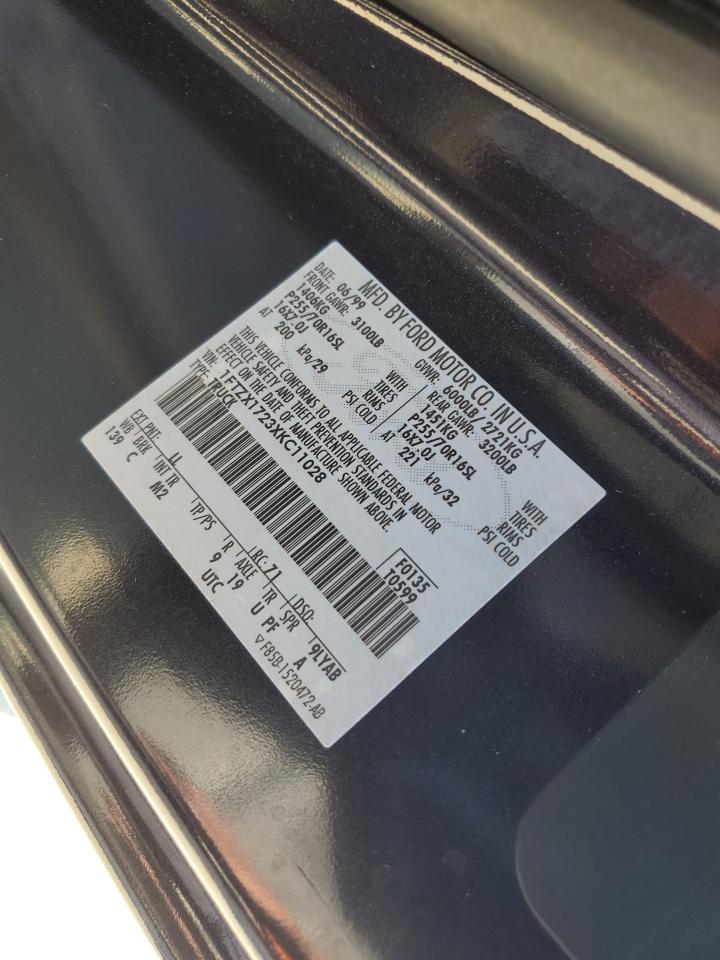 MFD. BY FORD MOTOR CO. IN U.S.A.
DATE: 06/99 GVWR: 6000LB/2721KG
FRONT GAWR: 3100LB REAR GAWR: 3200LB
1406KG WITH 1451KG WITH
P255/70R16SL TIRES P255/70R16SL TIRES
16X7.0J RIMS 16X7.0J RIMS
AT 200 kPa/29 PSI COLD AT 221 kPa/32 PSI COLD
THIS VEHICLE CONFORMS TO ALL APPLICABLE FEDERAL MOTOR
VEHICLE SAFETY AND THEFT PREVENTION STANDARDS IN
EFFECT ON THE DATE OF MANUFACTURE SHOWN ABOVE.
VIN: 1FTZX1723XKC11028 F0135
TYPE: TRUCK T0599
EXT PNT: LL RC: 71 DSO: 9LYAB
WB BRK INT TR TP/PS R AXLE TR SPR
139 C M2 9 19 U PF A
UTC ▽F85B-1520472-AB